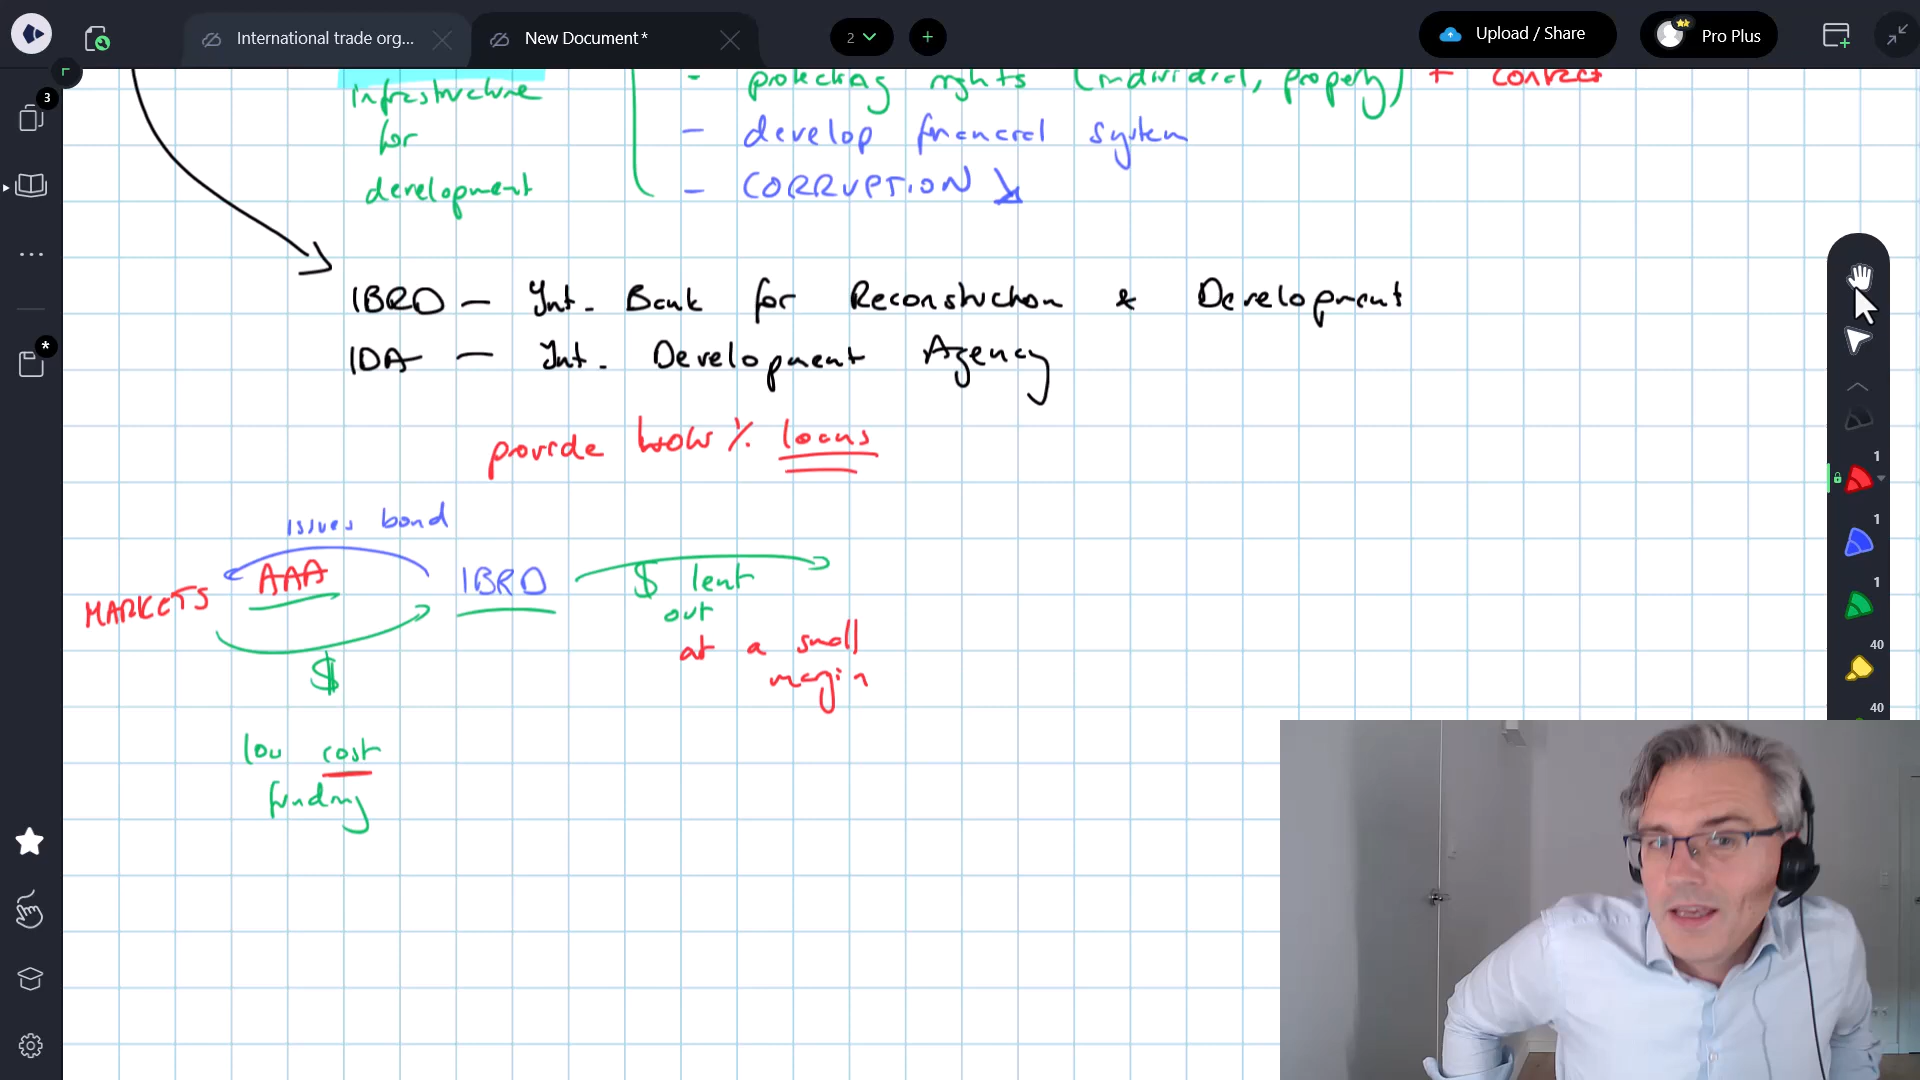 International trade org...
New Document*
2
Upload / Share
Pro Plus
3
infrastructure
for
development
- protecting rights (individual, property) + contract
- develop financial system
- CORRUPTION
IBRD - Int. Bank for Reconstruction & Development
IDA - Int. Development Agency
provide low % loans
issues bond
MARKETS AAA IBRD $ lent
out
at a small
margin
$
low cost
funding
1
1
1
40
40